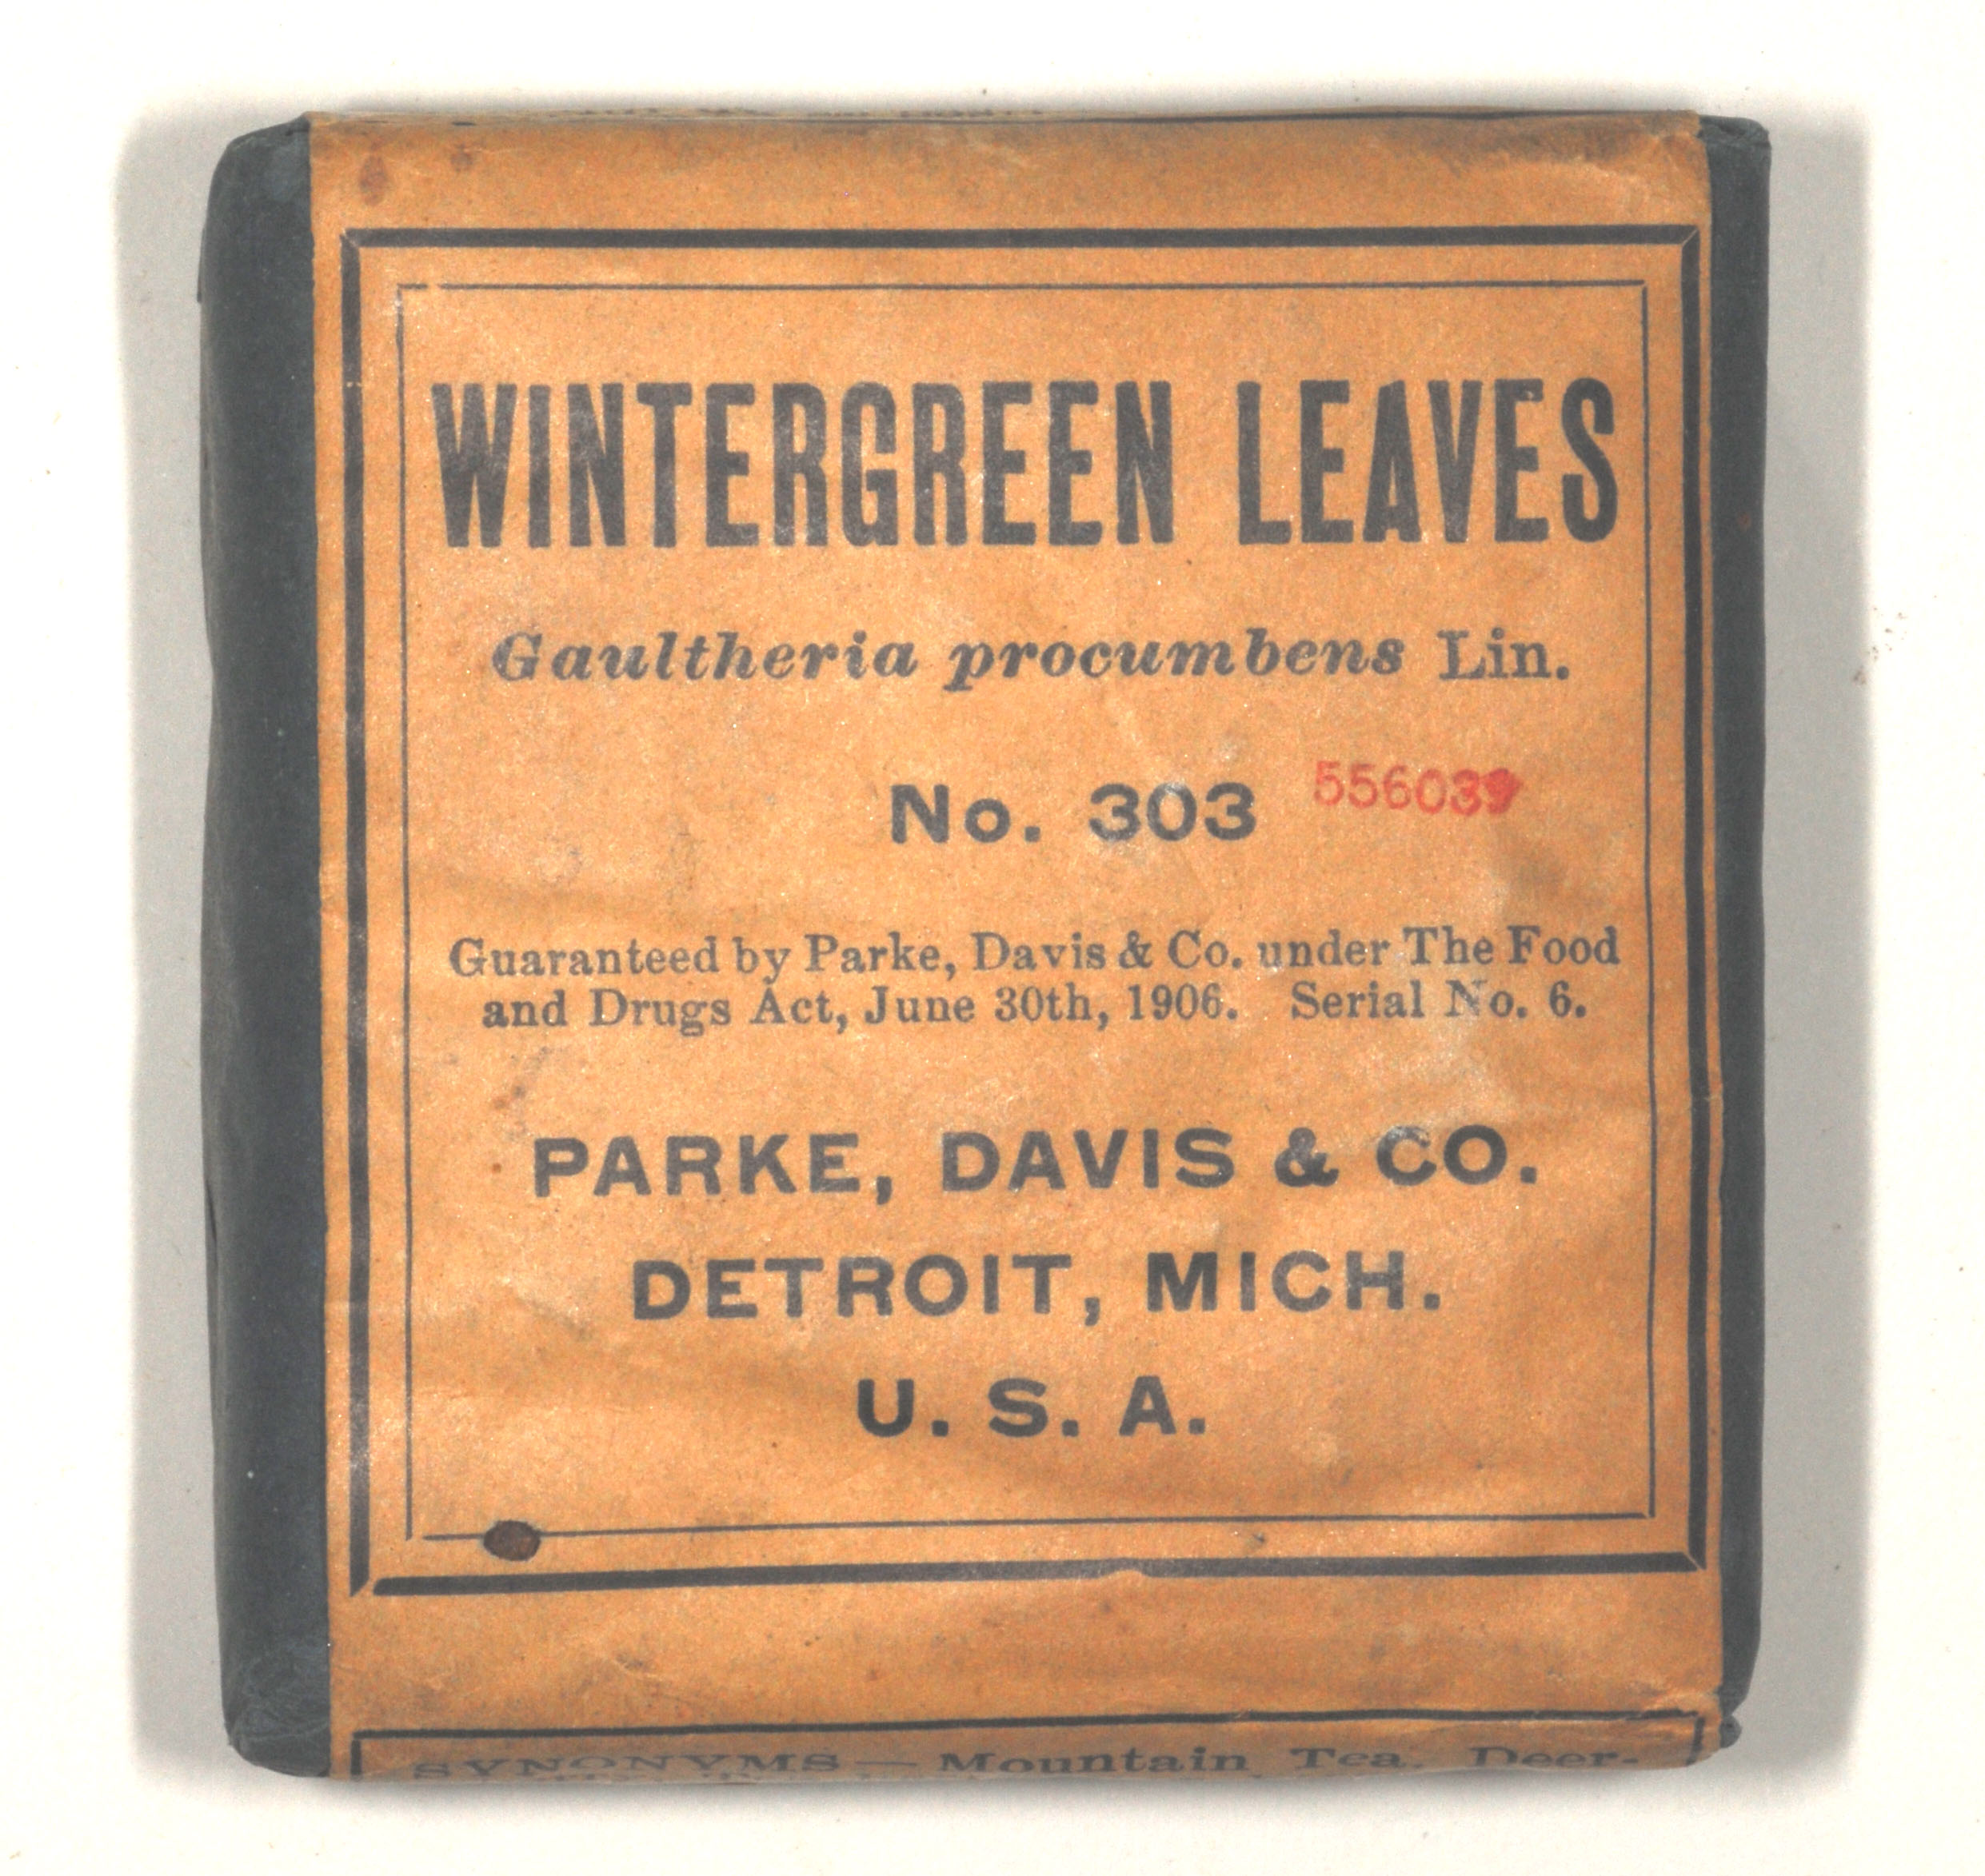 WINTERGREEN LEAVES
Gaultheria procumbens Lin.
No. 303
556039
Guaranteed by Parke, Davis & Co. under The Food
and Drugs Act, June 30th, 1906. Serial No. 6.
PARKE, DAVIS & CO.
DETROIT, MICH.
U. S. A.
SYNONYMS — Mountain Tea, Deer-